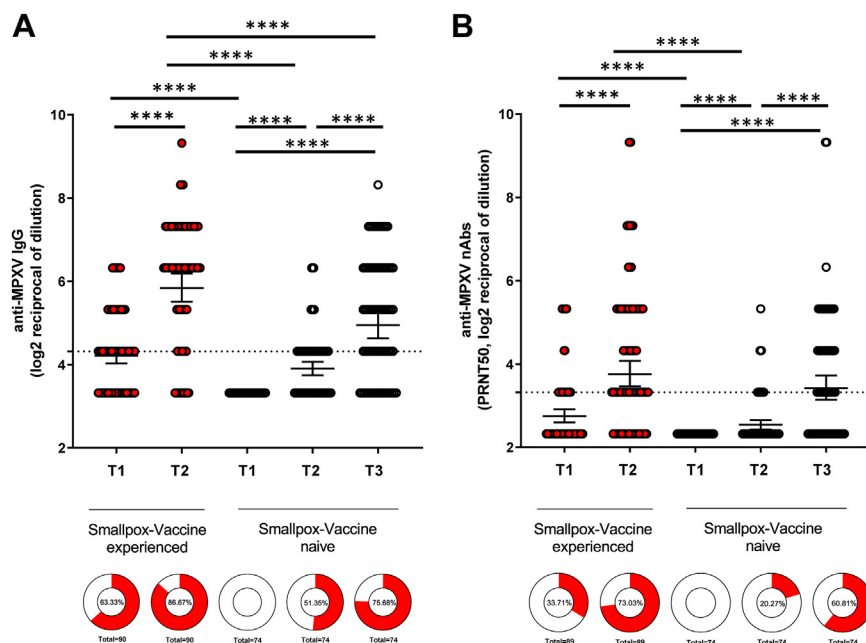 A
B
****
****
****
****
****
****
****
****
****
****
****
****
****
anti-MPXV IgG
(log2 reciprocal of dilution)
10
8
6
4
2
T1
T2
T1
T2
T3
anti-MPXV nAbs
(PRNT50, log2 reciprocal of dilution)
10
8
6
4
2
T1
T2
T1
T2
T3
Smallpox-Vaccine
experienced
Smallpox-Vaccine
naive
Smallpox-Vaccine
experienced
Smallpox-Vaccine
naive
63.33%
86.67%
51.35%
75.68%
33.71%
73.03%
20.27%
60.81%
Total=90
Total=90
Total=74
Total=74
Total=74
Total=89
Total=89
Total=74
Total=74
Total=74